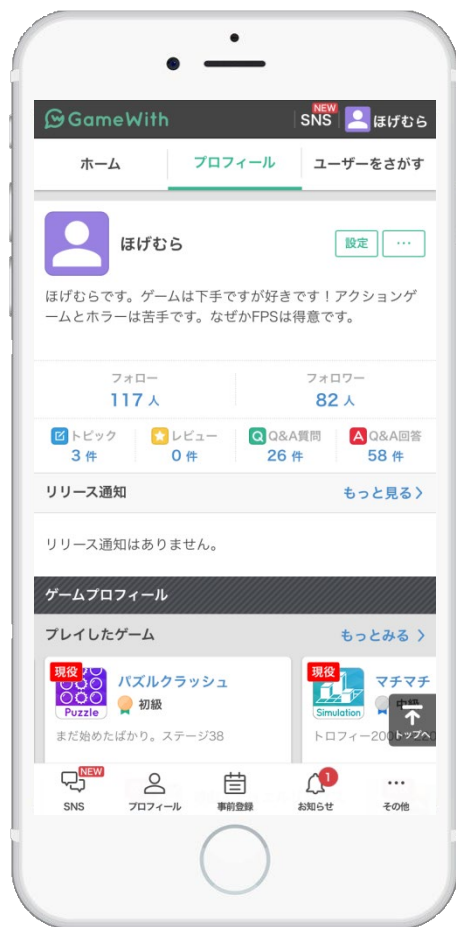 GameWith
NEW
SNS
ほげむら
ホーム
プロフィール
ユーザーをさがす
ほげむら
設定
…
ほげむらです。ゲームは下手ですが好きです！アクションゲ
ームとホラーは苦手です。なぜかFPSは得意です。
フォロー
117 人
フォロワー
82 人
トピック
3 件
レビュー
0 件
Q Q&A質問
26 件
A Q&A回答
58 件
リリース通知
もっと見る 〉
リリース通知はありません。
ゲームプロフィール
プレイしたゲーム
もっとみる 〉
現役
Puzzle
パズルクラッシュ
初級
まだ始めたばかり。ステージ38
現役
Simulation
マチマチ
トロフィー200
トップへ
NEW
SNS
プロフィール
事前登録
1
お知らせ
…
その他